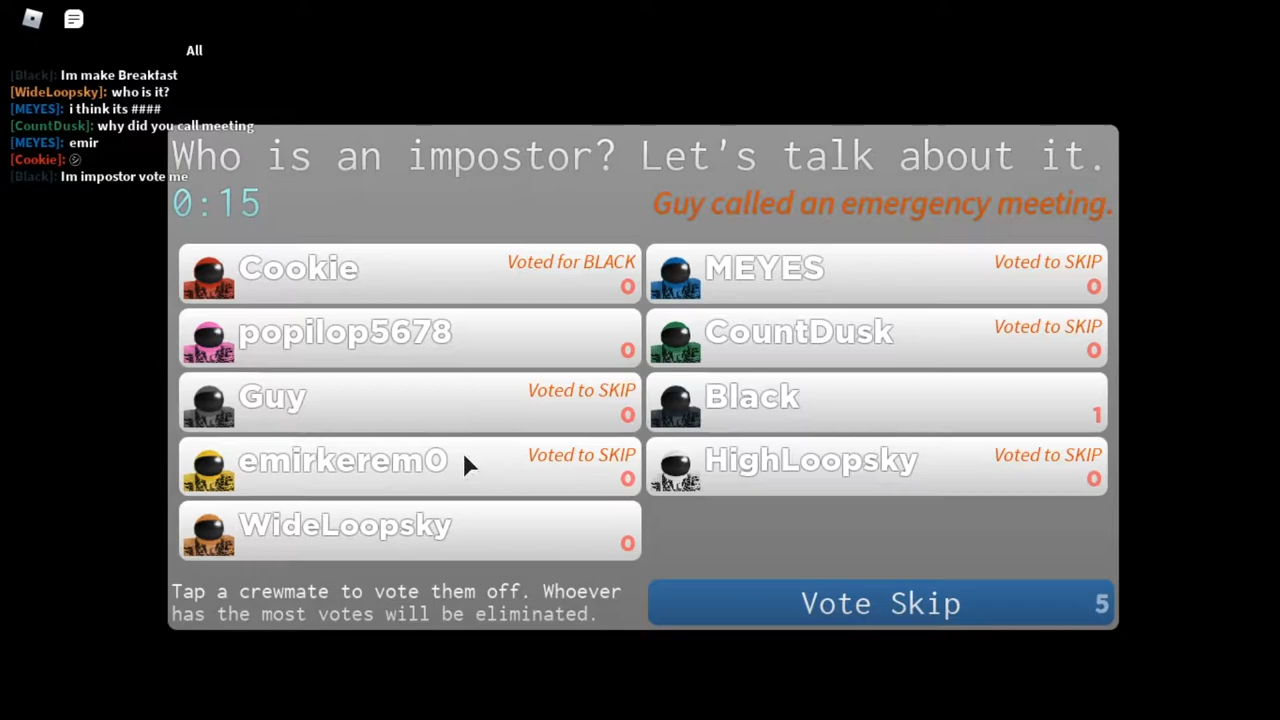 All
[Black]: Im make Breakfast
[WideLoopsky]: who is it?
[MEYES]: i think its ####
[CountDusk]: why did you call meeting
[MEYES]: emir
[Cookie]:
[Black]: Im impostor vote me
Who is an impostor? Let's talk about it.
0:15
Guy called an emergency meeting.
Cookie
Voted for BLACK
0
MEYES
Voted to SKIP
0
popilop5678
0
CountDusk
Voted to SKIP
0
Guy
Voted to SKIP
0
Black
1
emirkerem0
Voted to SKIP
0
HighLoopsky
Voted to SKIP
0
WideLoopsky
0
Tap a crewmate to vote them off. Whoever
has the most votes will be eliminated.
Vote Skip
5